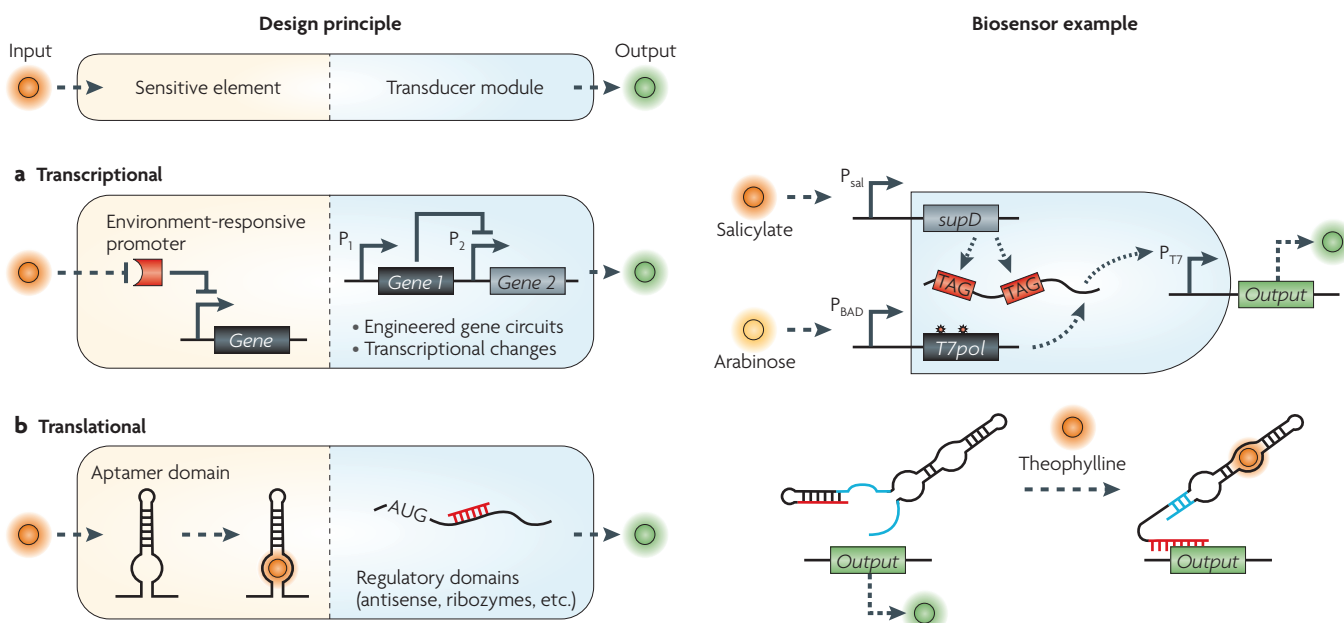 Design principle
Biosensor example
Input
Output
Sensitive element
Transducer module
a Transcriptional
Environment-responsive
promoter
Gene
P1
P2
Gene 1
Gene 2
• Engineered gene circuits
• Transcriptional changes
Salicylate
Psal
supD
TAG
TAG
PT7
Output
Arabinose
PBAD
T7pol
b Translational
Aptamer domain
AUG
Regulatory domains
(antisense, ribozymes, etc.)
Theophylline
Output
Output